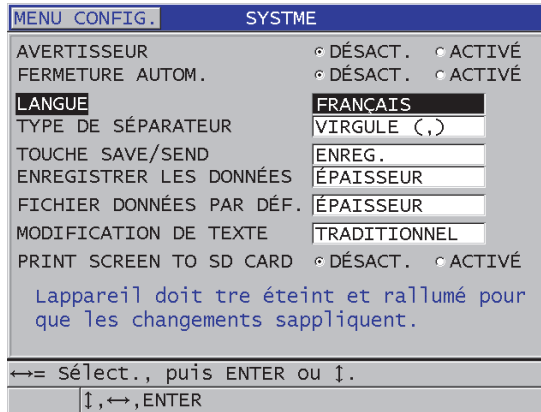 MENU CONFIG. SYSTME
AVERTISSEUR DÉSACT. ACTIVÉ
FERMETURE AUTOM. DÉSACT. ACTIVÉ
LANGUE FRANÇAIS
TYPE DE SÉPARATEUR VIRGULE (,)
TOUCHE SAVE/SEND ENREG.
ENREGISTRER LES DONNÉES ÉPAISSEUR
FICHIER DONNÉES PAR DÉF. ÉPAISSEUR
MODIFICATION DE TEXTE TRADITIONNEL
PRINT SCREEN TO SD CARD DÉSACT. ACTIVÉ
Lappareil doit tre éteint et rallumé pour
que les changements sappliquent.
↔= Sélect., puis ENTER ou ↕.
↕,↔,ENTER